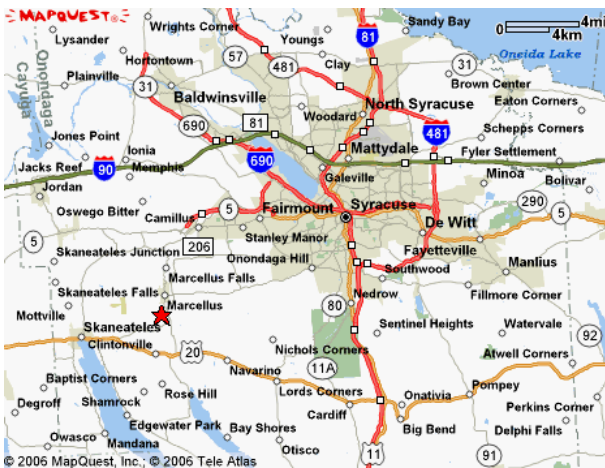 MAPQUEST®
Wrights Corner
Sandy Bay
4mi
0
4km
Lysander
Youngs
81
Oneida Lake
57
Clay
Hortontown
481
31
Onondaga
Cayuga
Plainville
31
Brown Center
Baldwinsville
Eaton Corners
North Syracuse
Woodard
690
81
481
Schepps Corners
Jones Point
Mattydale
Ionia
690
Fyler Settlement
Jacks Reef
90
Memphis
Galeville
Minoa
Jordan
Bolivar
Oswego Bitter
Syracuse
290
Camillus
5
Fairmount
De Witt
5
5
206
Stanley Manor
Fayetteville
Skaneateles Junction
Onondaga Hill
Manlius
Marcellus Falls
Southwood
Skaneateles Falls
Nedrow
Fillmore Corner
Marcellus
80
Mottville
Skaneateles
Sentinel Heights
Watervale
92
Clintonville
20
Nichols Corners
Atwell Corners
11A
Navarino
Baptist Corners
Rose Hill
Lords Corners
Onativia
Pompey
Shamrock
Degroff
Cardiff
Perkins Corner
Edgewater Park
Big Bend
Delphi Falls
Owasco
Bay Shores
Mandana
Otisco
11
91
© 2006 MapQuest, Inc.; © 2006 Tele Atlas